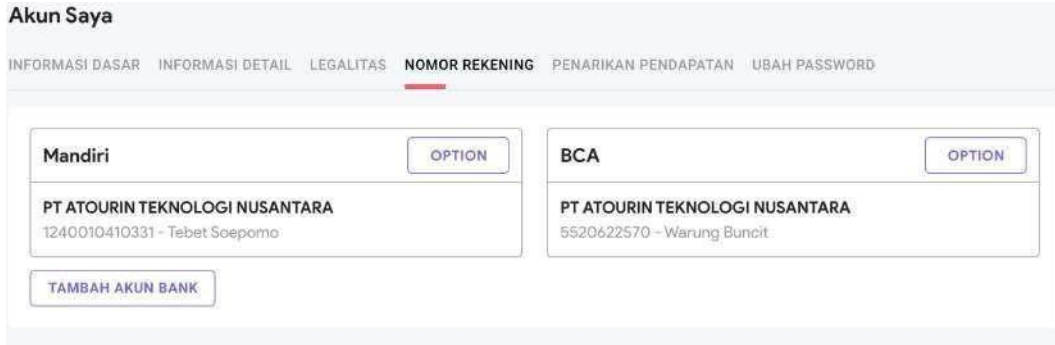 Akun Saya
INFORMASI DASAR INFORMASI DETAIL LEGALITAS NOMOR REKENING PENARIKAN PENDAPATAN UBAH PASSWORD
Mandiri OPTION
PT ATOURIN TEKNOLOGI NUSANTARA
1240010410331 - Tebet Soepomo
BCA OPTION
PT ATOURIN TEKNOLOGI NUSANTARA
5520622570 - Warung Buncit
TAMBAH AKUN BANK